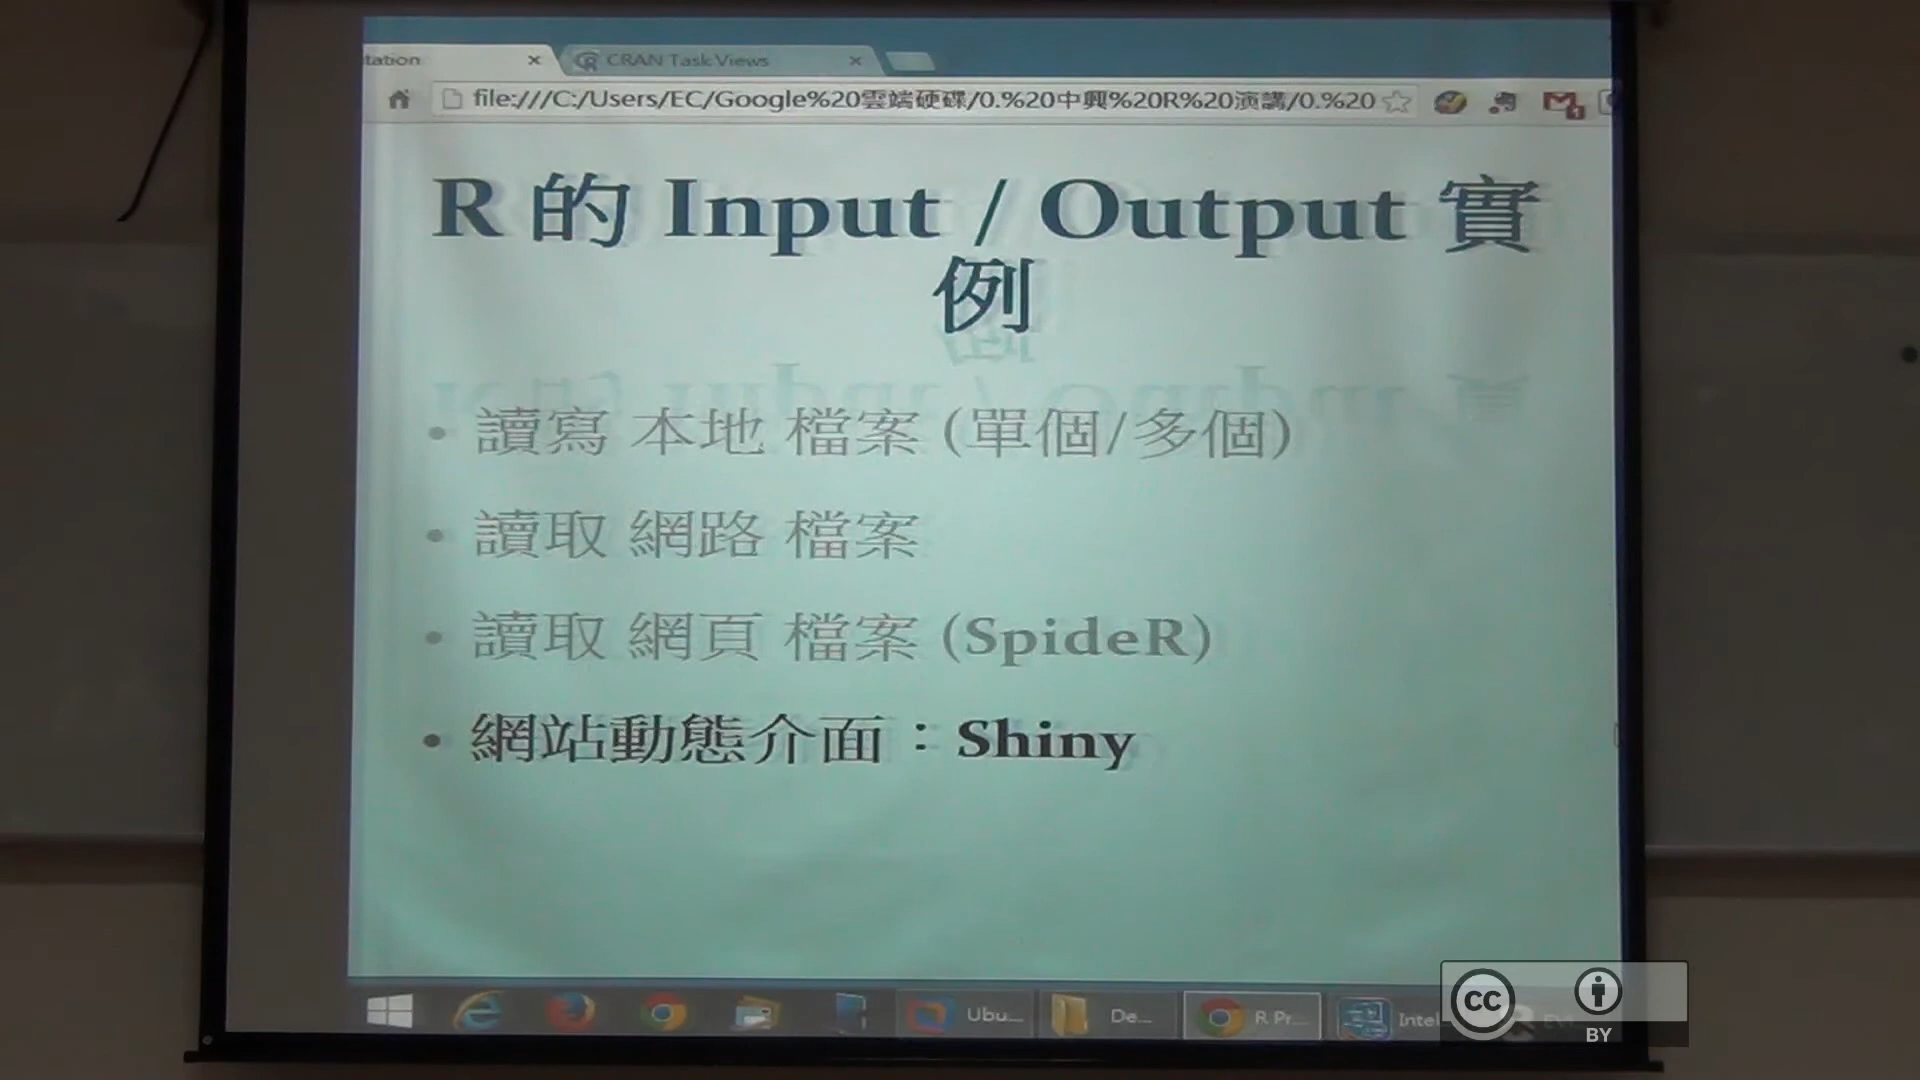 tation
CRAN Task Views
file:///C:/Users/EC/Google%20雲端硬碟/0.%20中興%20R%20演講/0.%20
R 的 Input / Output 實
例
• 讀寫 本地 檔案 (單個/多個)
• 讀取 網路 檔案
• 讀取 網頁 檔案 (SpideR)
• 網站動態介面：Shiny
Ubu...
De...
R Pr...
Intel
cc
BY